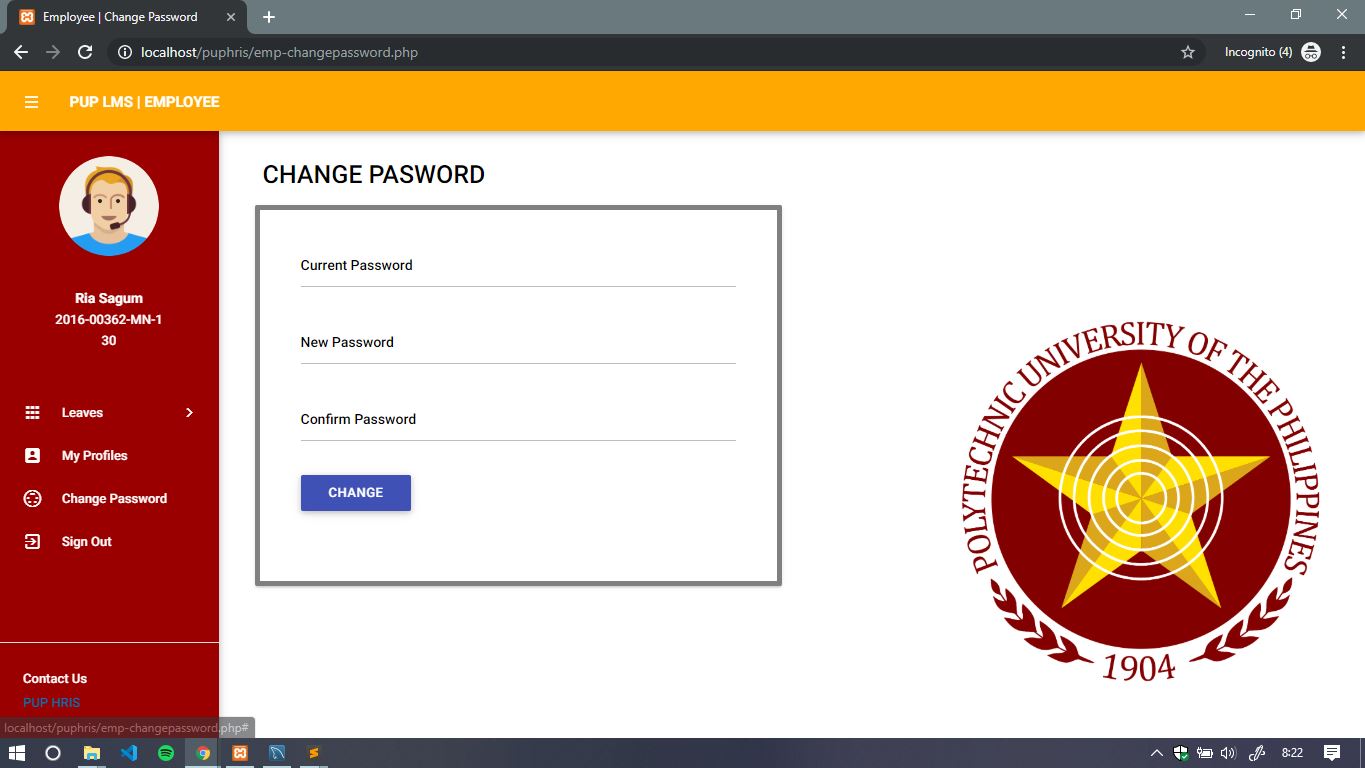 Employee | Change Password
localhost/puphris/emp-changepassword.php
Incognito (4)
PUP LMS | EMPLOYEE
Ria Sagum
2016-00362-MN-1
30
Leaves
My Profiles
Change Password
Sign Out
Contact Us
PUP HRIS
localhost/puphris/emp-changepassword.php#
CHANGE PASWORD
Current Password
New Password
Confirm Password
CHANGE
POLYTECHNIC UNIVERSITY OF THE PHILIPPINES
1904
8:22